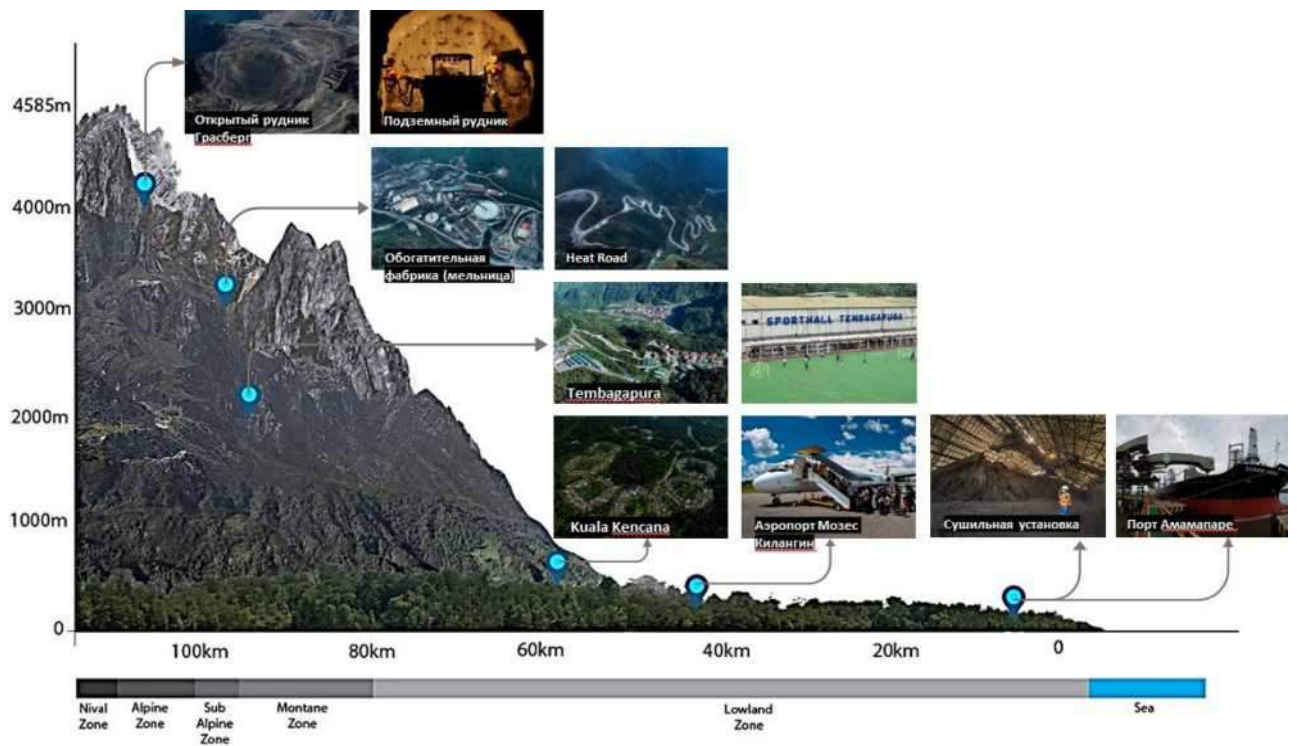 4585m
4000m
3000m
2000m
1000m
0
Открытый рудник
Грасберг
Подземный рудник
Обогатительная
фабрика (мельница)
Heat Road
Tembagapura
SPORTHALL TEMBAGAPURA
Kuala Kencana
Аэропорт Мозес
Килангин
Сушильная установка
Порт Амамапаре
100km
80km
60km
40km
20km
0
Nival
Zone
Alpine
Zone
Sub
Alpine
Zone
Montane
Zone
Lowland
Zone
Sea